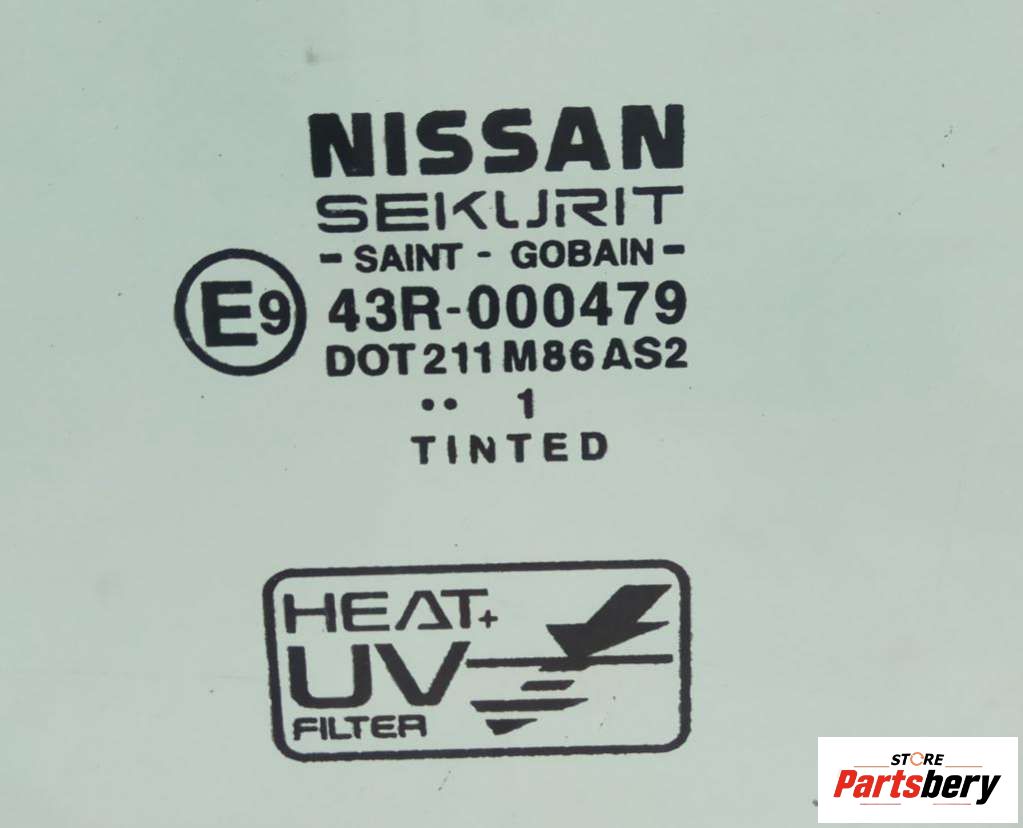 NISSAN
SEKURIT
- SAINT - GOBAIN -
E9 43R-000479
DOT 211 M86 AS2
•• 1
TINTED
HEAT+
UV
FILTER
STORE
Partsbery